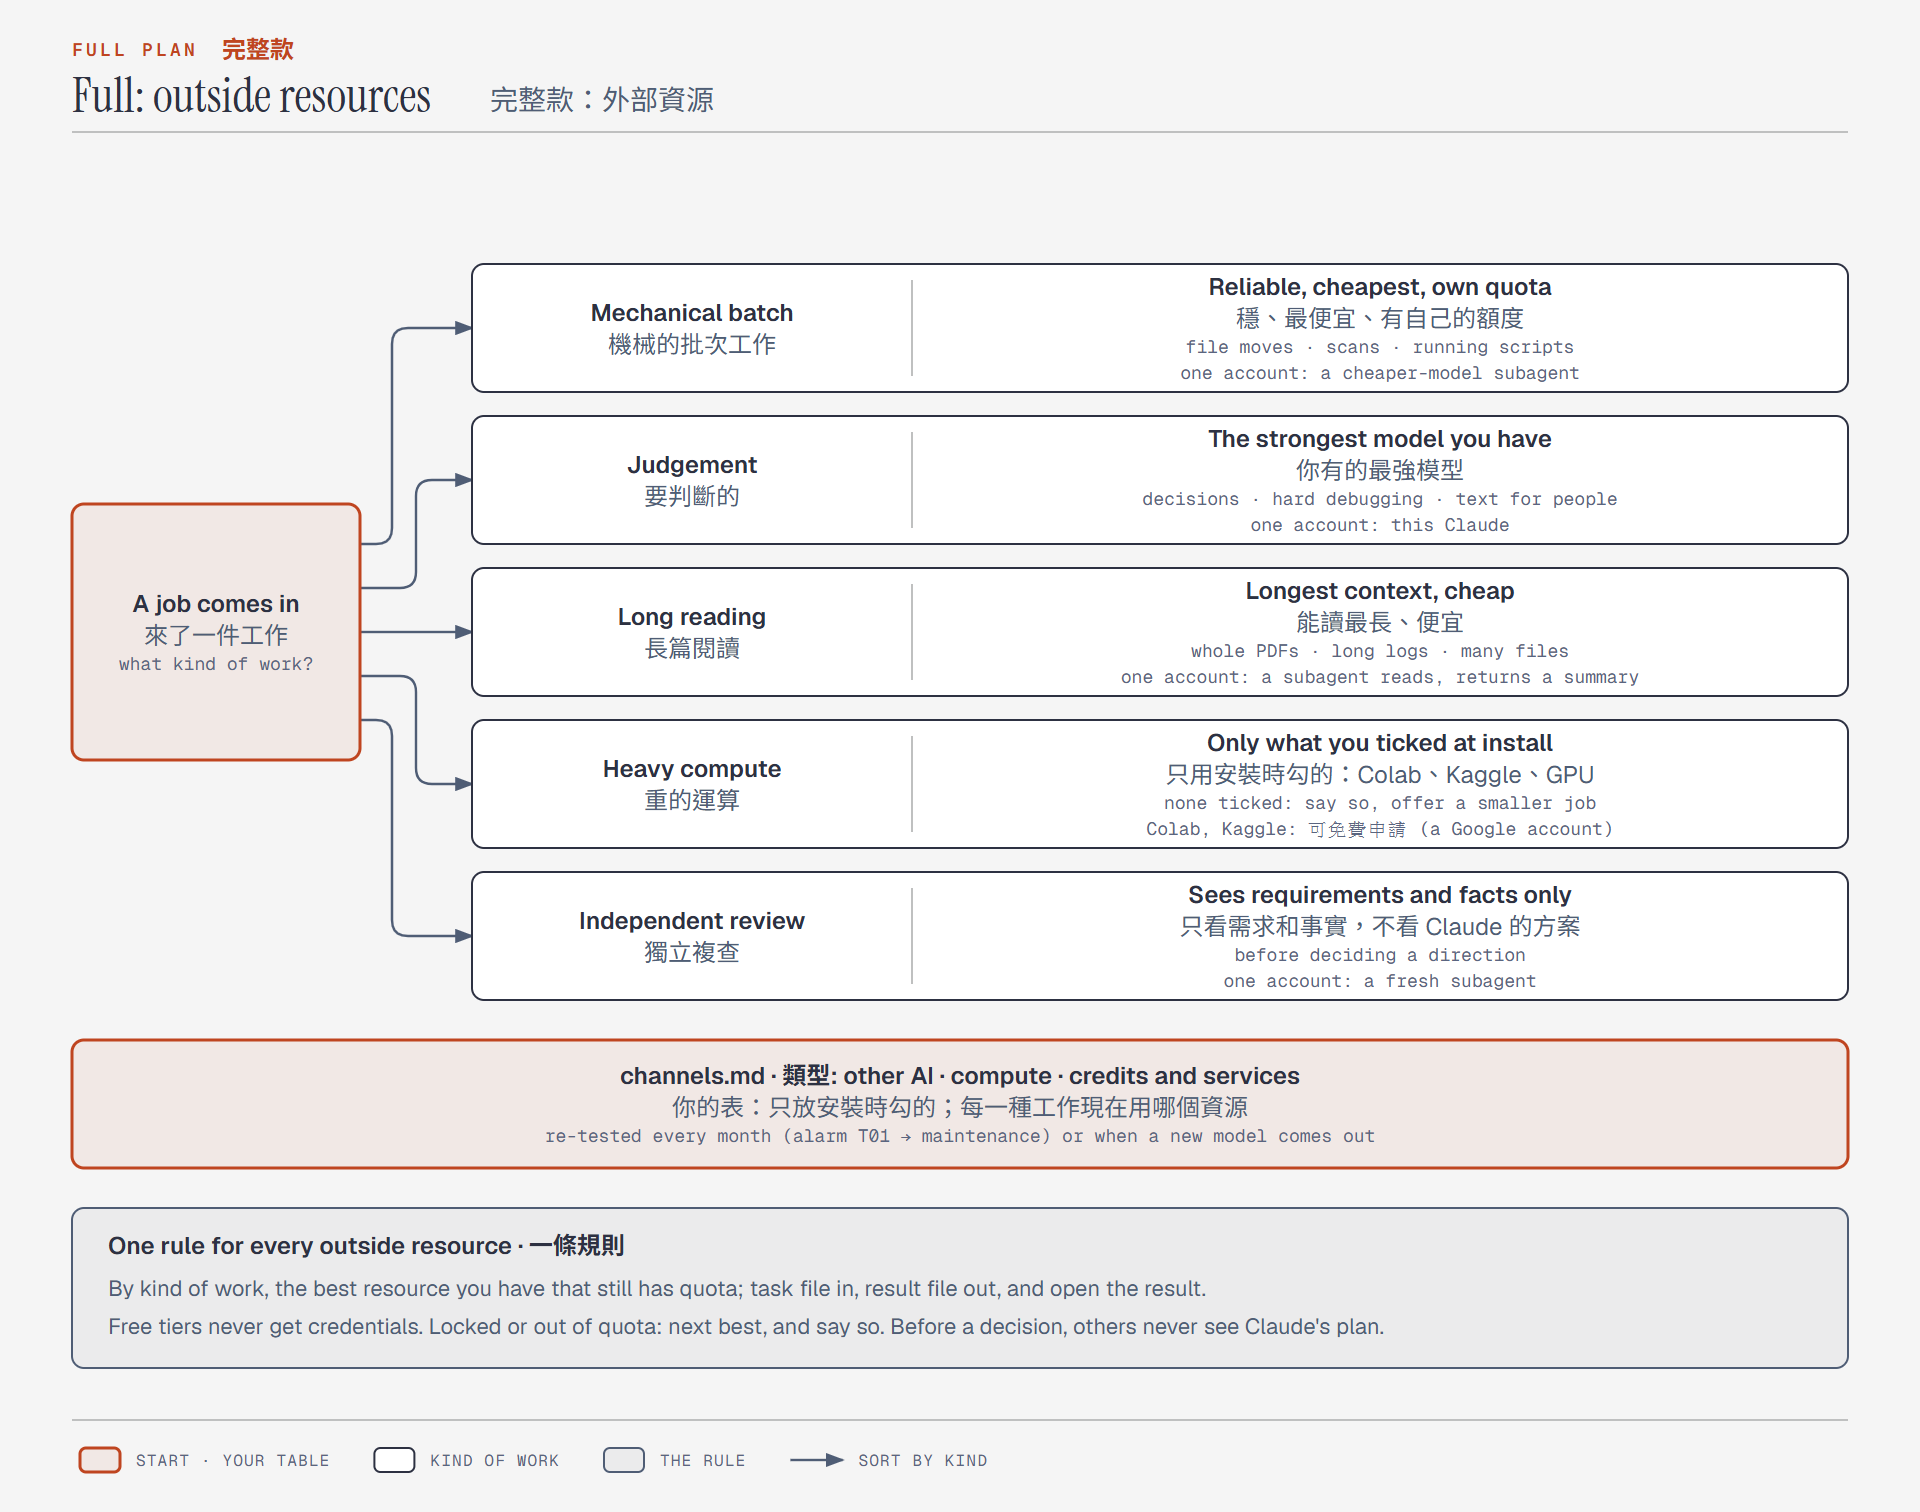 FULL PLAN 完整款
Full: outside resources 完整款：外部資源
A job comes in
來了一件工作
what kind of work?
Mechanical batch
機械的批次工作
Reliable, cheapest, own quota
穩、最便宜、有自己的額度
file moves · scans · running scripts
one account: a cheaper-model subagent
Judgement
要判斷的
The strongest model you have
你有的最強模型
decisions · hard debugging · text for people
one account: this Claude
Long reading
長篇閱讀
Longest context, cheap
能讀最長、便宜
whole PDFs · long logs · many files
one account: a subagent reads, returns a summary
Heavy compute
重的運算
Only what you ticked at install
只用安裝時勾的：Colab、Kaggle、GPU
none ticked: say so, offer a smaller job
Colab, Kaggle: 可免費申請 (a Google account)
Independent review
獨立複查
Sees requirements and facts only
只看需求和事實，不看 Claude 的方案
before deciding a direction
one account: a fresh subagent
channels.md · 類型: other AI · compute · credits and services
你的表：只放安裝時勾的；每一種工作現在用哪個資源
re-tested every month (alarm T01 → maintenance) or when a new model comes out
One rule for every outside resource · 一條規則
By kind of work, the best resource you have that still has quota; task file in, result file out, and open the result.
Free tiers never get credentials. Locked or out of quota: next best, and say so. Before a decision, others never see Claude's plan.
START · YOUR TABLE
KIND OF WORK
THE RULE
SORT BY KIND